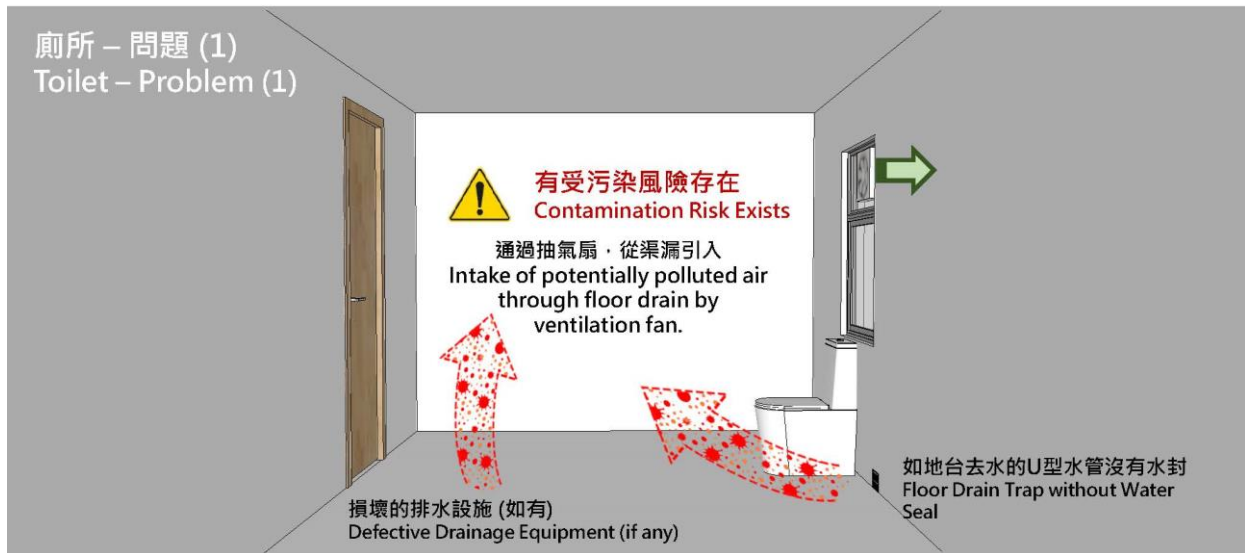 廁所 – 問題 (1)
Toilet – Problem (1)
有受污染風險存在
Contamination Risk Exists
通過抽氣扇，從渠漏引入
Intake of potentially polluted air
through floor drain by
ventilation fan.
如地台去水的U型水管沒有水封
Floor Drain Trap without Water
Seal
損壞的排水設施 (如有)
Defective Drainage Equipment (if any)